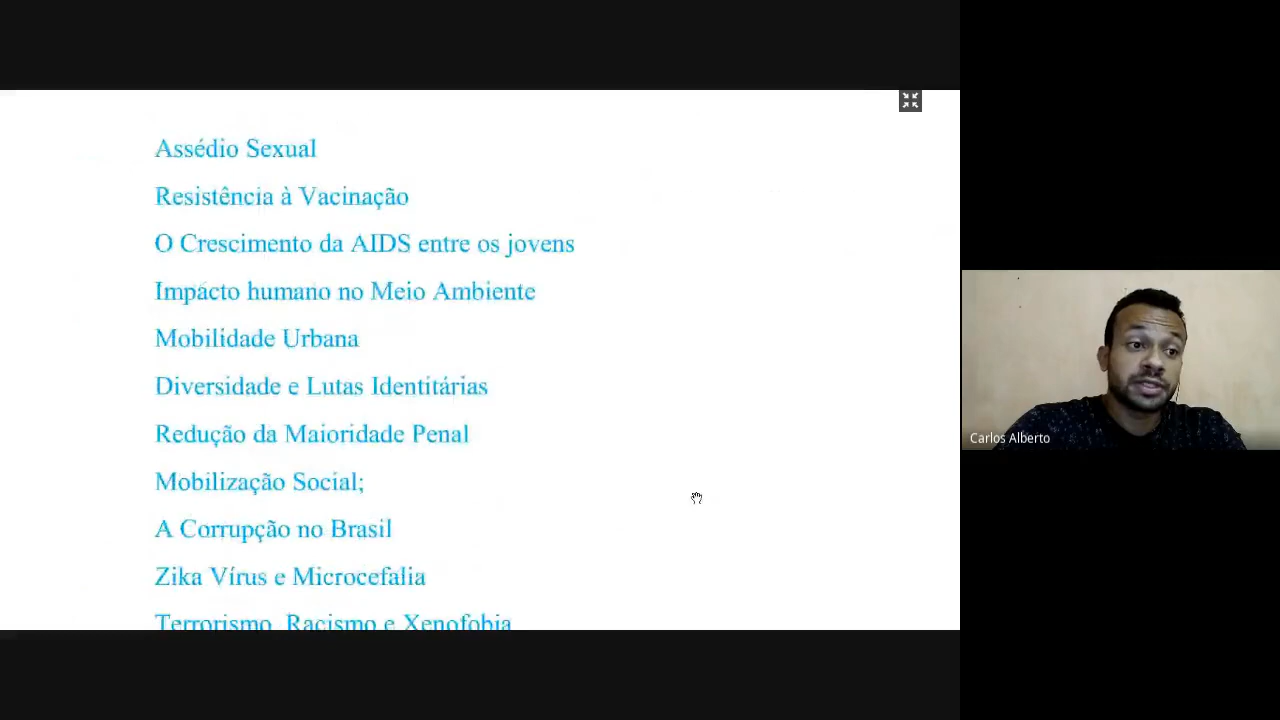 Assédio Sexual
Resistência à Vacinação
O Crescimento da AIDS entre os jovens
Impacto humano no Meio Ambiente
Mobilidade Urbana
Diversidade e Lutas Identitárias
Redução da Maioridade Penal
Mobilização Social;
A Corrupção no Brasil
Zika Vírus e Microcefalia
Terrorismo, Racismo e Xenofobia
Carlos Alberto